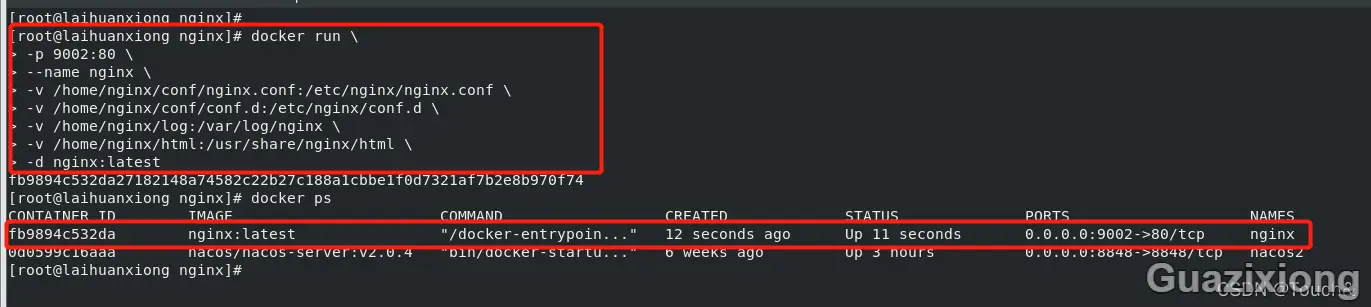 [root@laihuanxiong nginx]#
[root@laihuanxiong nginx]# docker run \
> -p 9002:80 \
> --name nginx \
> -v /home/nginx/conf/nginx.conf:/etc/nginx/nginx.conf \
> -v /home/nginx/conf/conf.d:/etc/nginx/conf.d \
> -v /home/nginx/log:/var/log/nginx \
> -v /home/nginx/html:/usr/share/nginx/html \
> -d nginx:latest
fb9894c532da27182148a74582c22b27c188a1cbbe1f0d7321af7b2e8b970f74
[root@laihuanxiong nginx]# docker ps
CONTAINER ID IMAGE COMMAND CREATED STATUS PORTS NAMES
fb9894c532da nginx:latest "/docker-entrypoin..." 12 seconds ago Up 11 seconds 0.0.0.0:9002->80/tcp nginx
0d0599c16aaa nacos/nacos-server:v2.0.4 "bin/docker-startu..." 6 weeks ago Up 3 hours 0.0.0.0:8848->8848/tcp nacos2
[root@laihuanxiong nginx]#
Guazixiong
CSDN @Touch&